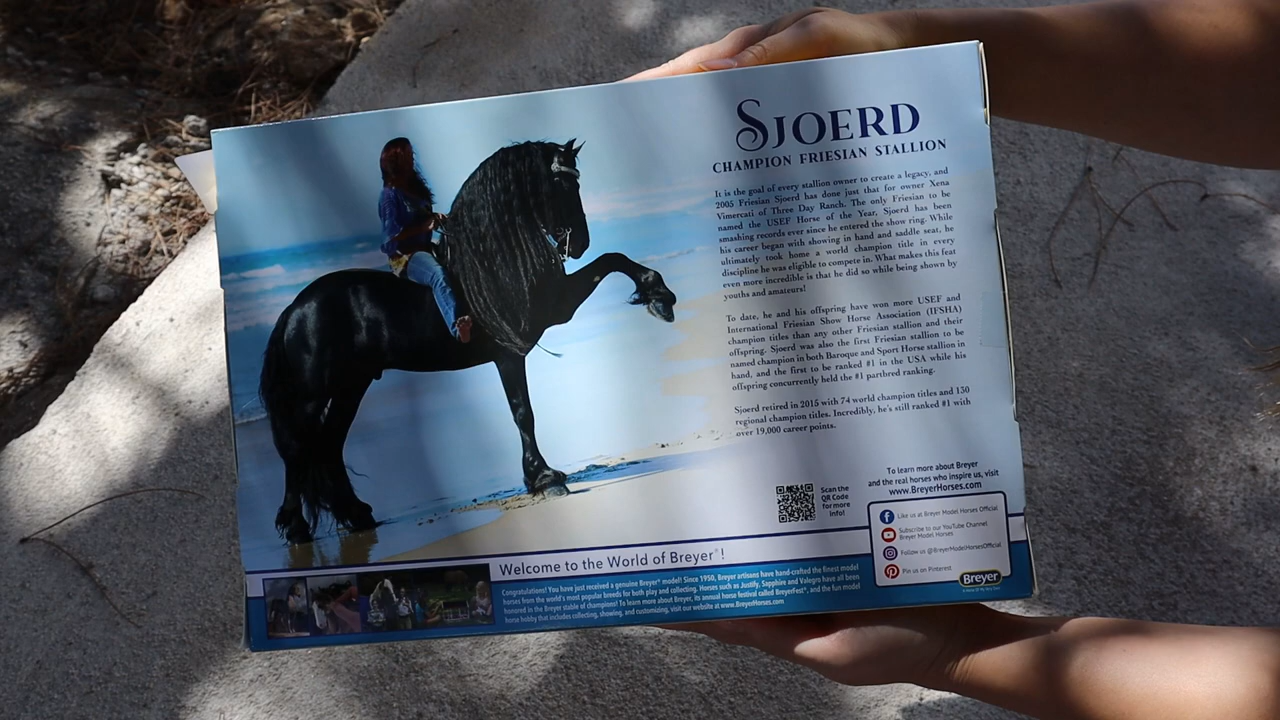 SJOERD
CHAMPION FRIESIAN STALLION
It is the goal of every stallion owner to create a legacy, and
2005 Friesian Sjoerd has done just that for owner Xena
Vimercati of Three Day Ranch. The only Friesian to be
named the USEF Horse of the Year, Sjoerd has been
smashing records ever since he entered the show ring. While
his career began with showing in hand and saddle seat, he
ultimately took home a world champion title in every
discipline he was eligible to compete in. What makes this feat
even more incredible is that he did so while being shown by
youths and amateurs!
To date, he and his offspring have won more USEF and
International Friesian Show Horse Association (IFSHA)
champion titles than any other Friesian stallion and their
offspring. Sjoerd was also the first Friesian stallion to be
named champion in both Baroque and Sport Horse stallion in
hand, and the first to be ranked #1 in the USA while his
offspring concurrently held the #1 partbred ranking.
Sjoerd retired in 2015 with 74 world champion titles and 130
regional champion titles. Incredibly, he's still ranked #1 with
over 19,000 career points.
Scan the
QR Code
for more
Info!
To learn more about Breyer
and the real horses who inspire us, visit
www.BreyerHorses.com
Like us at Breyer Model Horses Official
Subscribe to our YouTube Channel
Breyer Model Horses
Follow us @BreyerModelHorsesOfficial
Pin us on Pinterest
Breyer
Welcome to the World of Breyer®!
Congratulations! You have just received a genuine Breyer® model! Since 1950, Breyer artisans have hand-crafted the finest model
horses from the world's most popular breeds for both play and collecting. Horses such as Justify, Sapphire and Valegro have all been
honored in the Breyer stable of champions! To learn more about Breyer, its annual horse festival called BreyerFest®, and the fun model
horse hobby that includes collecting, showing, and customizing, visit our website at www.BreyerHorses.com